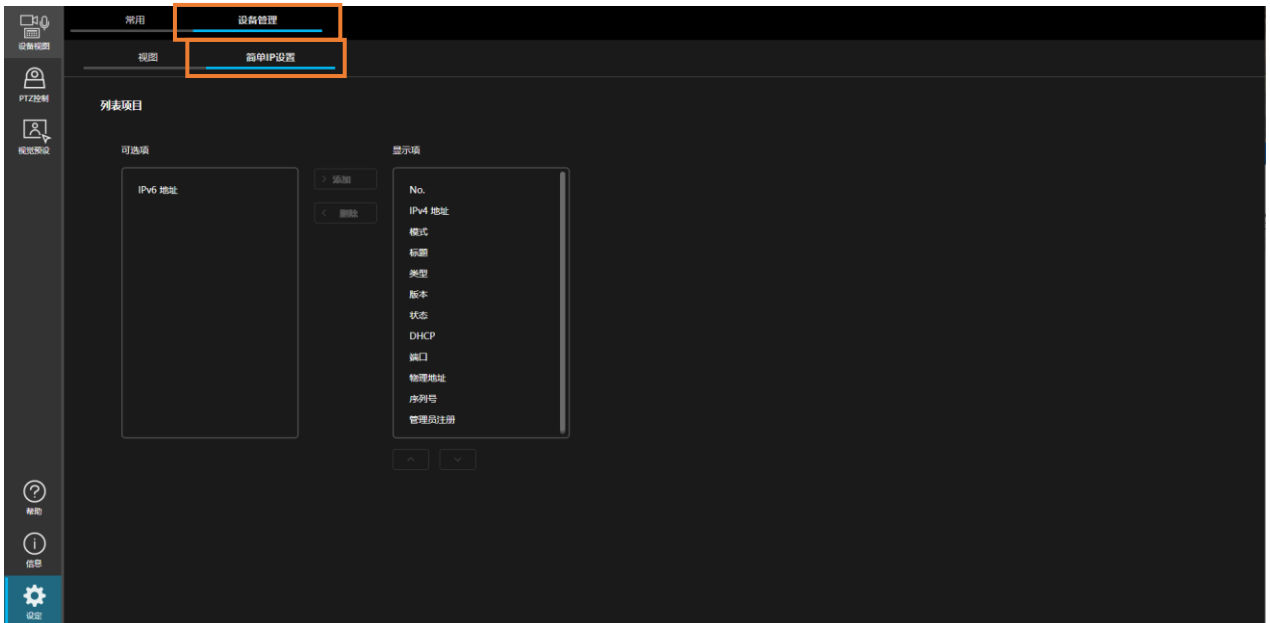 常用
设备管理
设备视图
视图
简单IP设置
PTZ控制
列表项目
视觉预设
可选项
显示项
IPv6 地址
> 添加
< 删除
No.
IPv4 地址
模式
标题
类型
版本
状态
DHCP
端口
物理地址
序列号
管理员注册
帮助
信息
设定